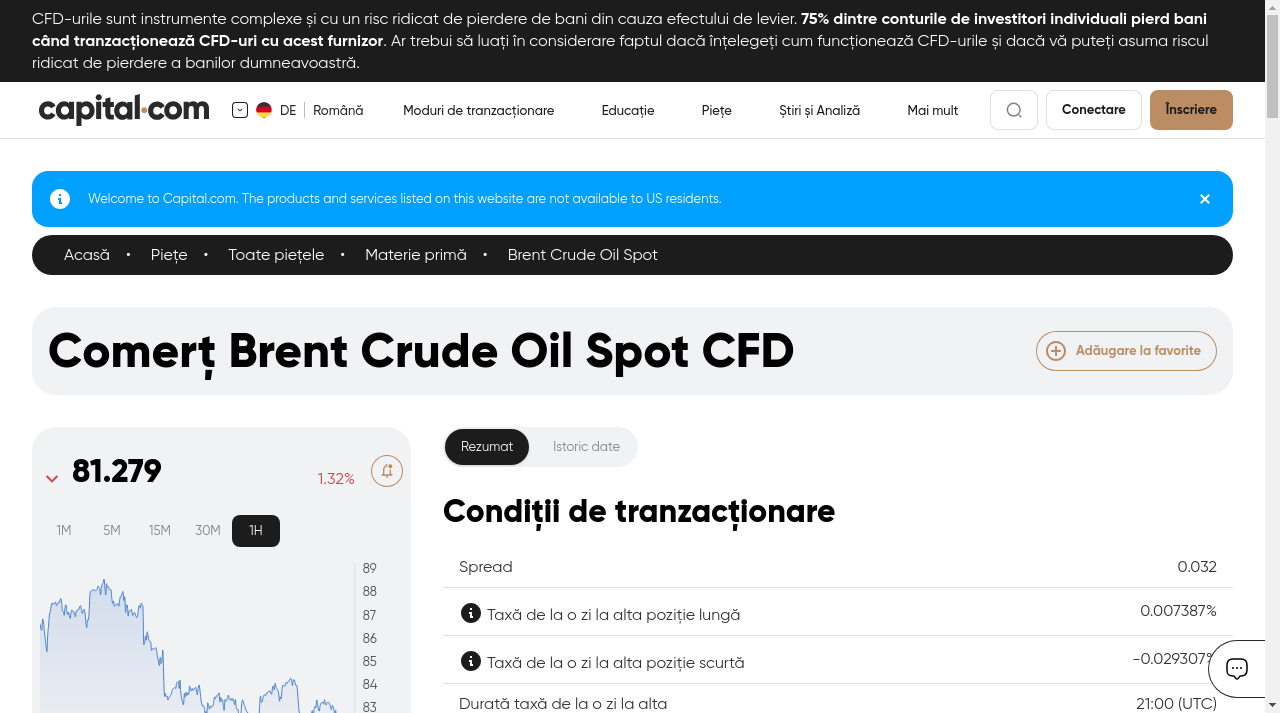 CFD-urile sunt instrumente complexe și cu un risc ridicat de pierdere de bani din cauza efectului de levier. 75% dintre conturile de investitori individuali pierd bani
când tranzacționează CFD-uri cu acest furnizor. Ar trebui să luați în considerare faptul dacă înțelegeți cum funcționează CFD-urile și dacă vă puteți asuma riscul
ridicat de pierdere a banilor dumneavoastră.
capital.com DE Română Moduri de tranzacționare Educație Piețe Știri și Analiză Mai mult Conectare Înscriere
Welcome to Capital.com. The products and services listed on this website are not available to US residents.
Acasă • Piețe • Toate piețele • Materie primă • Brent Crude Oil Spot
Comerț Brent Crude Oil Spot CFD
Adăugare la favorite
81.279
1.32%
1M 5M 15M 30M 1H
89
88
87
86
85
84
83
Rezumat Istoric date
Condiții de tranzacționare
Spread 0.032
Taxă de la o zi la alta poziție lungă 0.007387%
Taxă de la o zi la alta poziție scurtă -0.029307%
Durată taxă de la o zi la alta 21:00 (UTC)